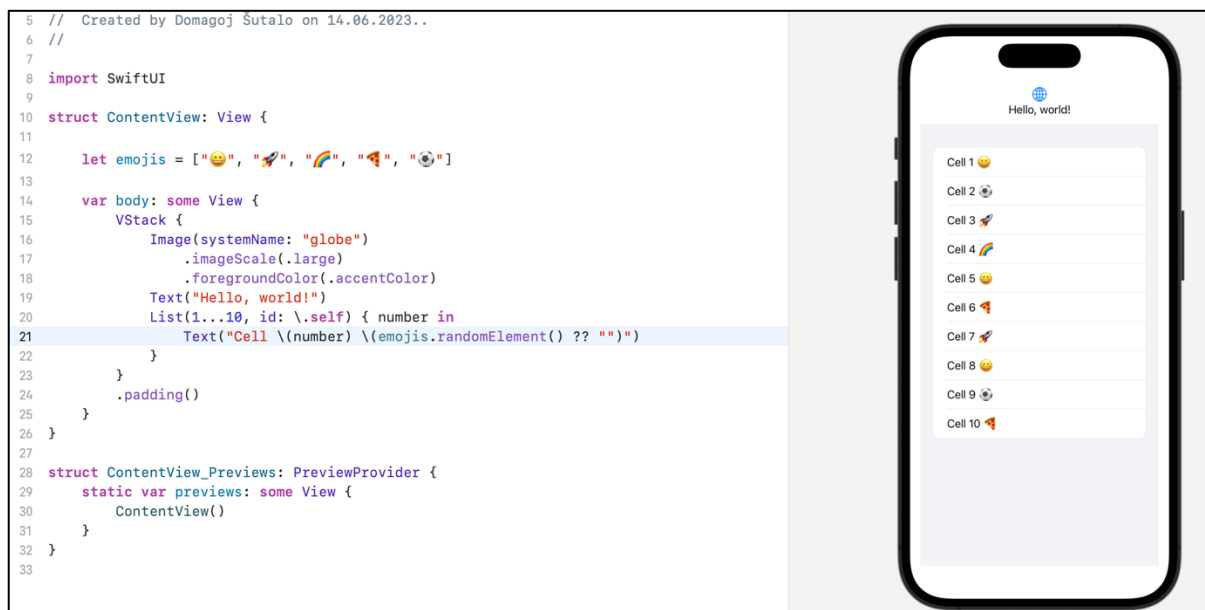 5 //  Created by Domagoj Šutalo on 14.06.2023..
6 //
7
8 import SwiftUI
9
10 struct ContentView: View {
11
12     let emojis = ["😀", "🚀", "🌈", "🍕", "⚽"]
13
14     var body: some View {
15         VStack {
16             Image(systemName: "globe")
17                 .imageScale(.large)
18                 .foregroundColor(.accentColor)
19             Text("Hello, world!")
20             List(1...10, id: \.self) { number in
21                 Text("Cell \(number) \(emojis.randomElement() ?? "")")
22             }
23         }
24         .padding()
25     }
26 }
27
28 struct ContentView_Previews: PreviewProvider {
29     static var previews: some View {
30         ContentView()
31     }
32 }
33
Hello, world!
Cell 1 😀
Cell 2 ⚽
Cell 3 🚀
Cell 4 🌈
Cell 5 😀
Cell 6 🍕
Cell 7 🚀
Cell 8 😀
Cell 9 ⚽
Cell 10 🍕